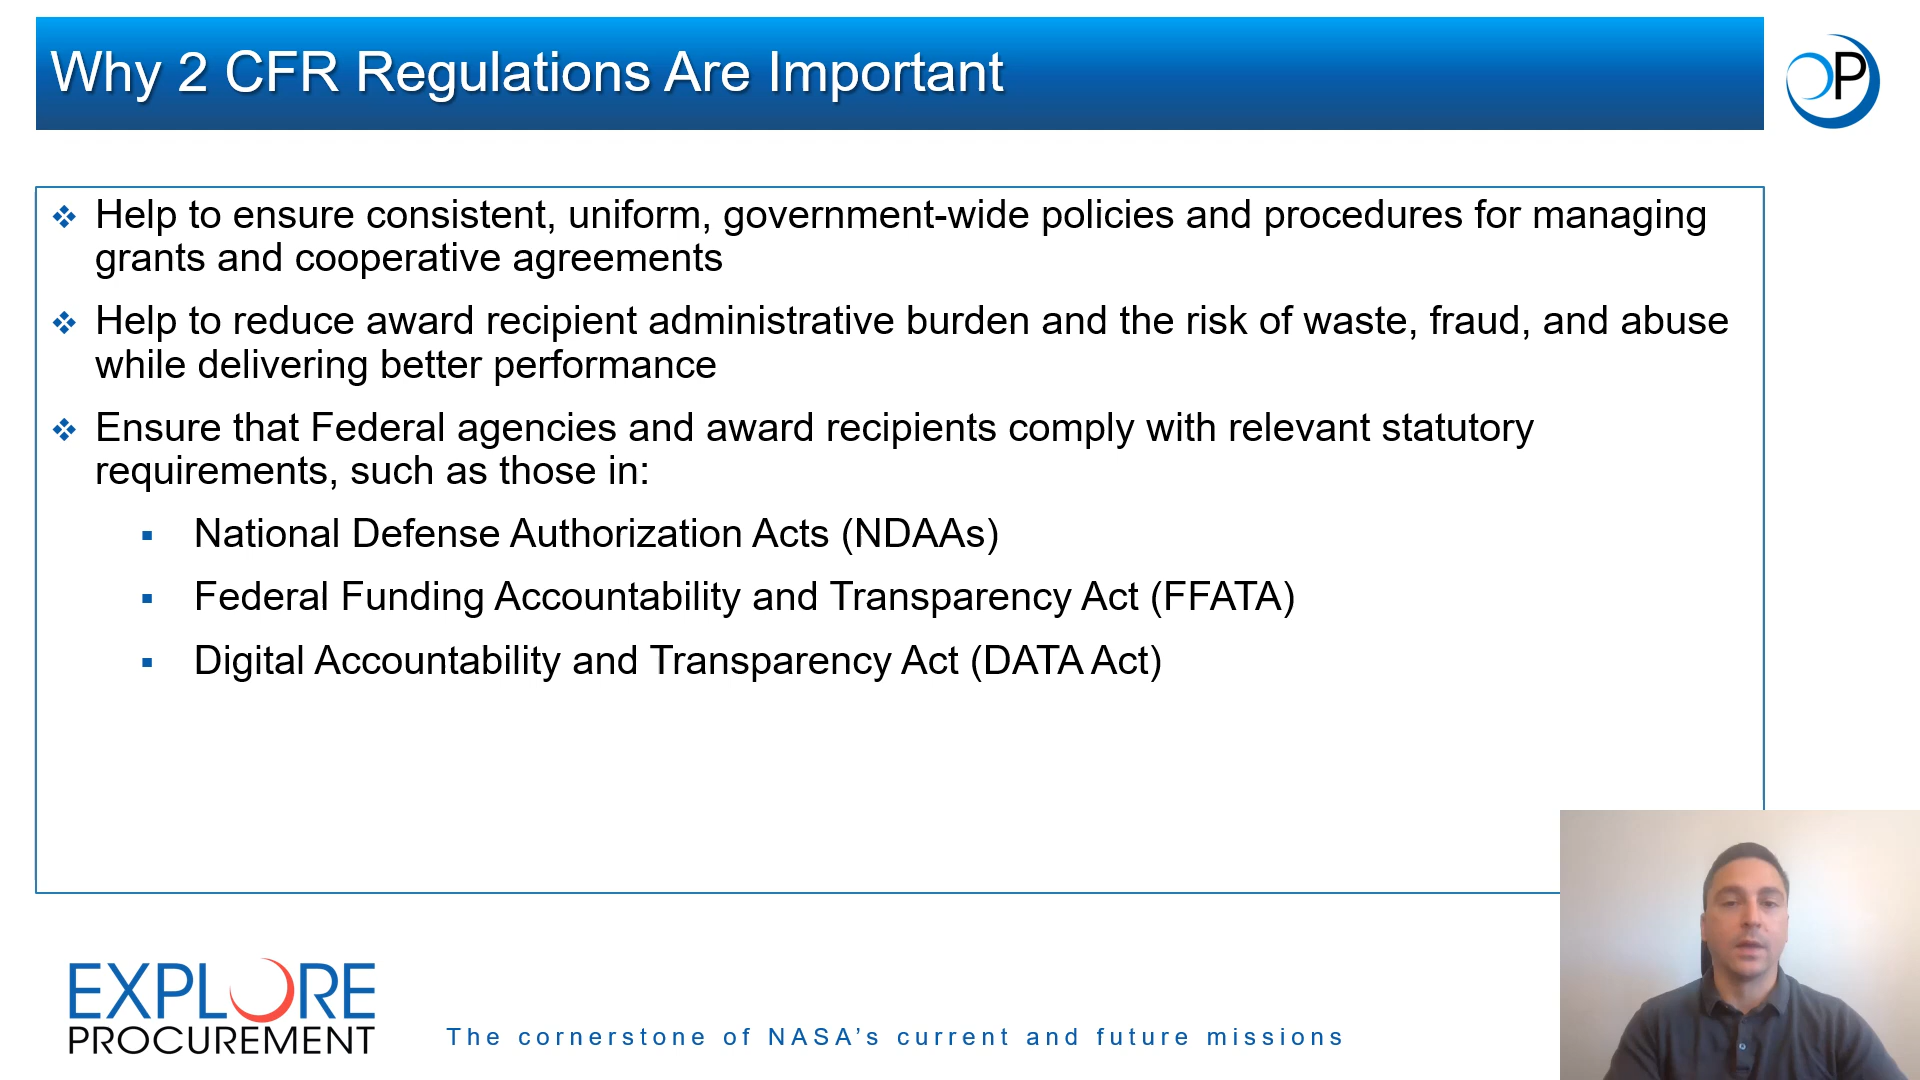 Why 2 CFR Regulations Are Important
P
Help to ensure consistent, uniform, government-wide policies and procedures for managing
grants and cooperative agreements
Help to reduce award recipient administrative burden and the risk of waste, fraud, and abuse
while delivering better performance
Ensure that Federal agencies and award recipients comply with relevant statutory
requirements, such as those in:
National Defense Authorization Acts (NDAAs)
Federal Funding Accountability and Transparency Act (FFATA)
Digital Accountability and Transparency Act (DATA Act)
EXPLORE
PROCUREMENT
The cornerstone of NASA’s current and future missions